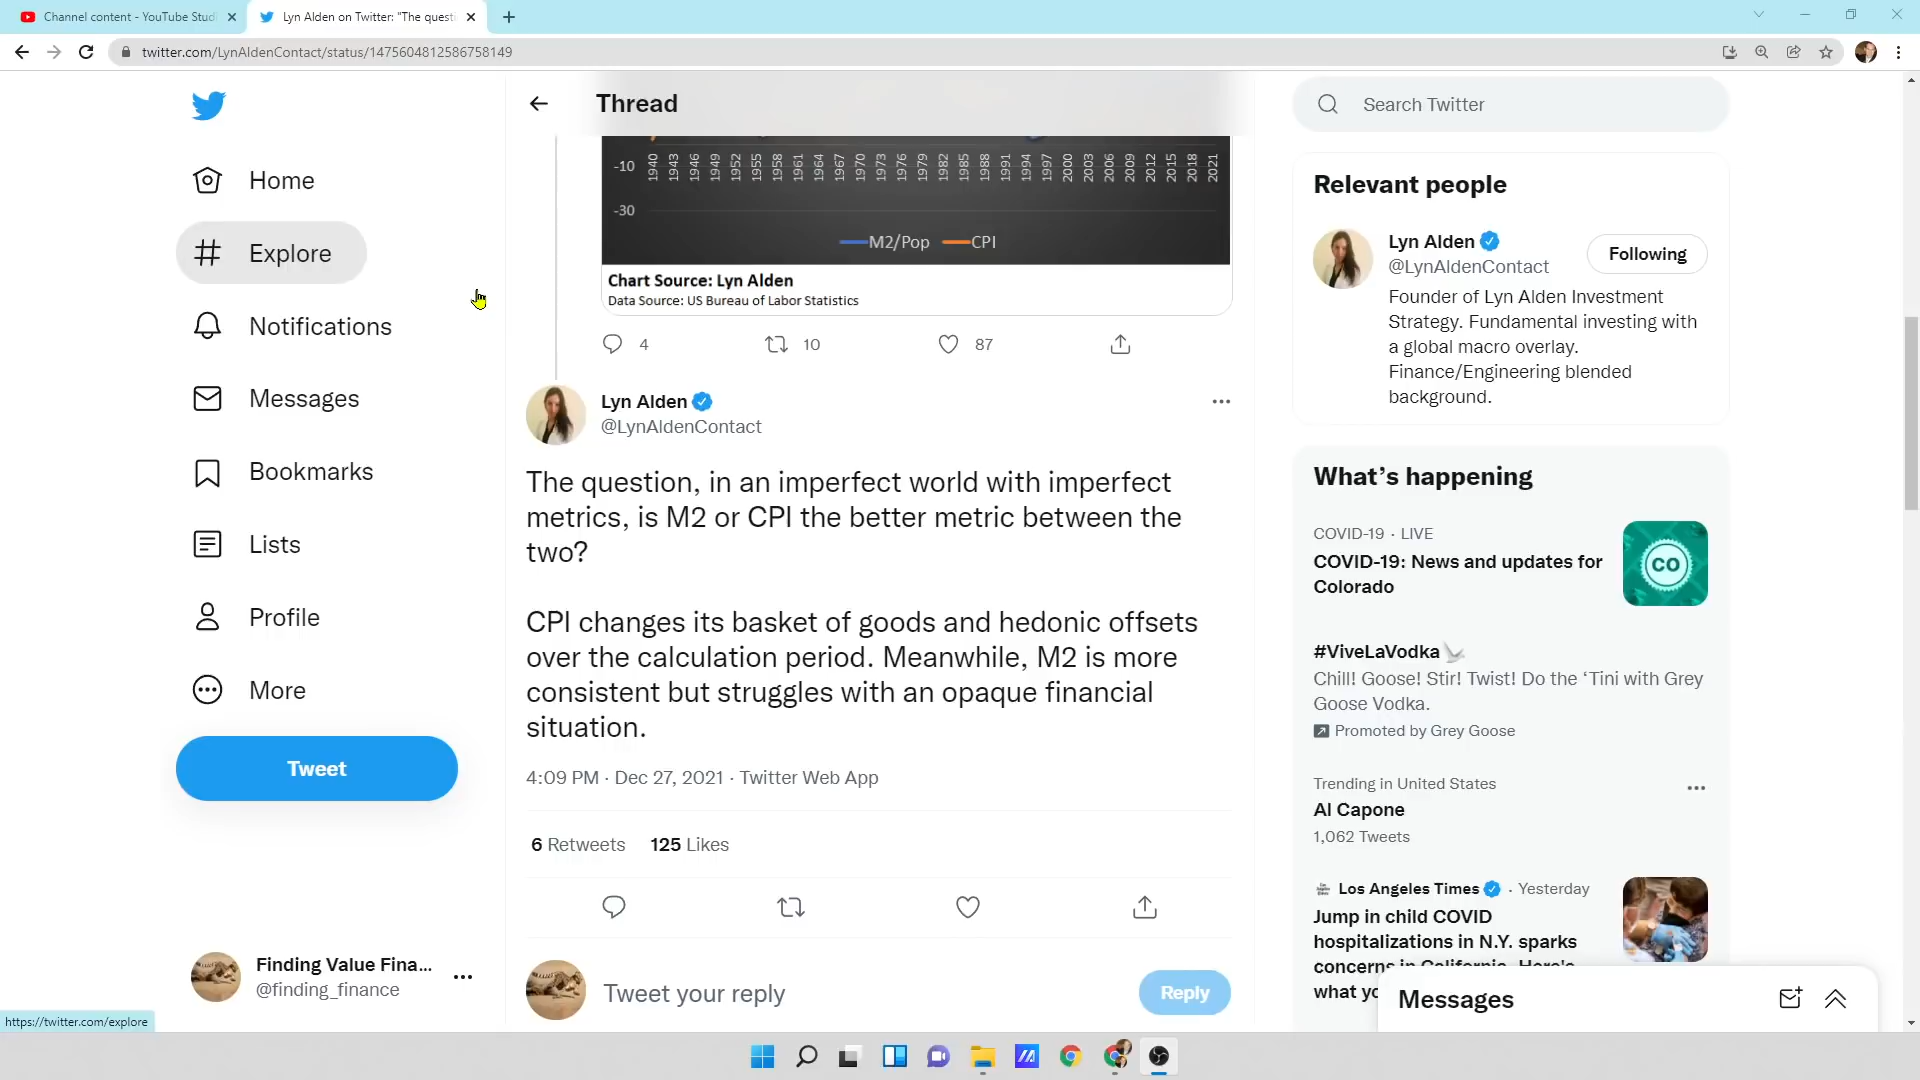 Channel content - YouTube Stud
Lyn Alden on Twitter: "The quest
twitter.com/LynAldenContact/status/1475604812586758149
Home
Explore
Notifications
Messages
Bookmarks
Lists
Profile
More
Tweet
Finding Value Fina...
@finding_finance
https://twitter.com/explore
Thread
-10
1940 1943 1946 1949 1952 1955 1958 1961 1964 1967 1970 1973 1976 1979 1982 1985 1988 1991 1994 1997 2000 2003 2006 2009 2012 2015 2018 2021
-30
M2/Pop CPI
Chart Source: Lyn Alden
Data Source: US Bureau of Labor Statistics
4 10 87
Lyn Alden
@LynAldenContact
The question, in an imperfect world with imperfect
metrics, is M2 or CPI the better metric between the
two?
CPI changes its basket of goods and hedonic offsets
over the calculation period. Meanwhile, M2 is more
consistent but struggles with an opaque financial
situation.
4:09 PM · Dec 27, 2021 · Twitter Web App
6 Retweets 125 Likes
Tweet your reply
Reply
Search Twitter
Relevant people
Lyn Alden
@LynAldenContact
Following
Founder of Lyn Alden Investment
Strategy. Fundamental investing with
a global macro overlay.
Finance/Engineering blended
background.
What's happening
COVID-19 · LIVE
COVID-19: News and updates for
Colorado
CO
#ViveLaVodka
Chill! Goose! Stir! Twist! Do the 'Tini with Grey
Goose Vodka.
Promoted by Grey Goose
Trending in United States
Al Capone
1,062 Tweets
Los Angeles Times · Yesterday
Jump in child COVID
hospitalizations in N.Y. sparks
concerns in California. Here's
what yo
Messages